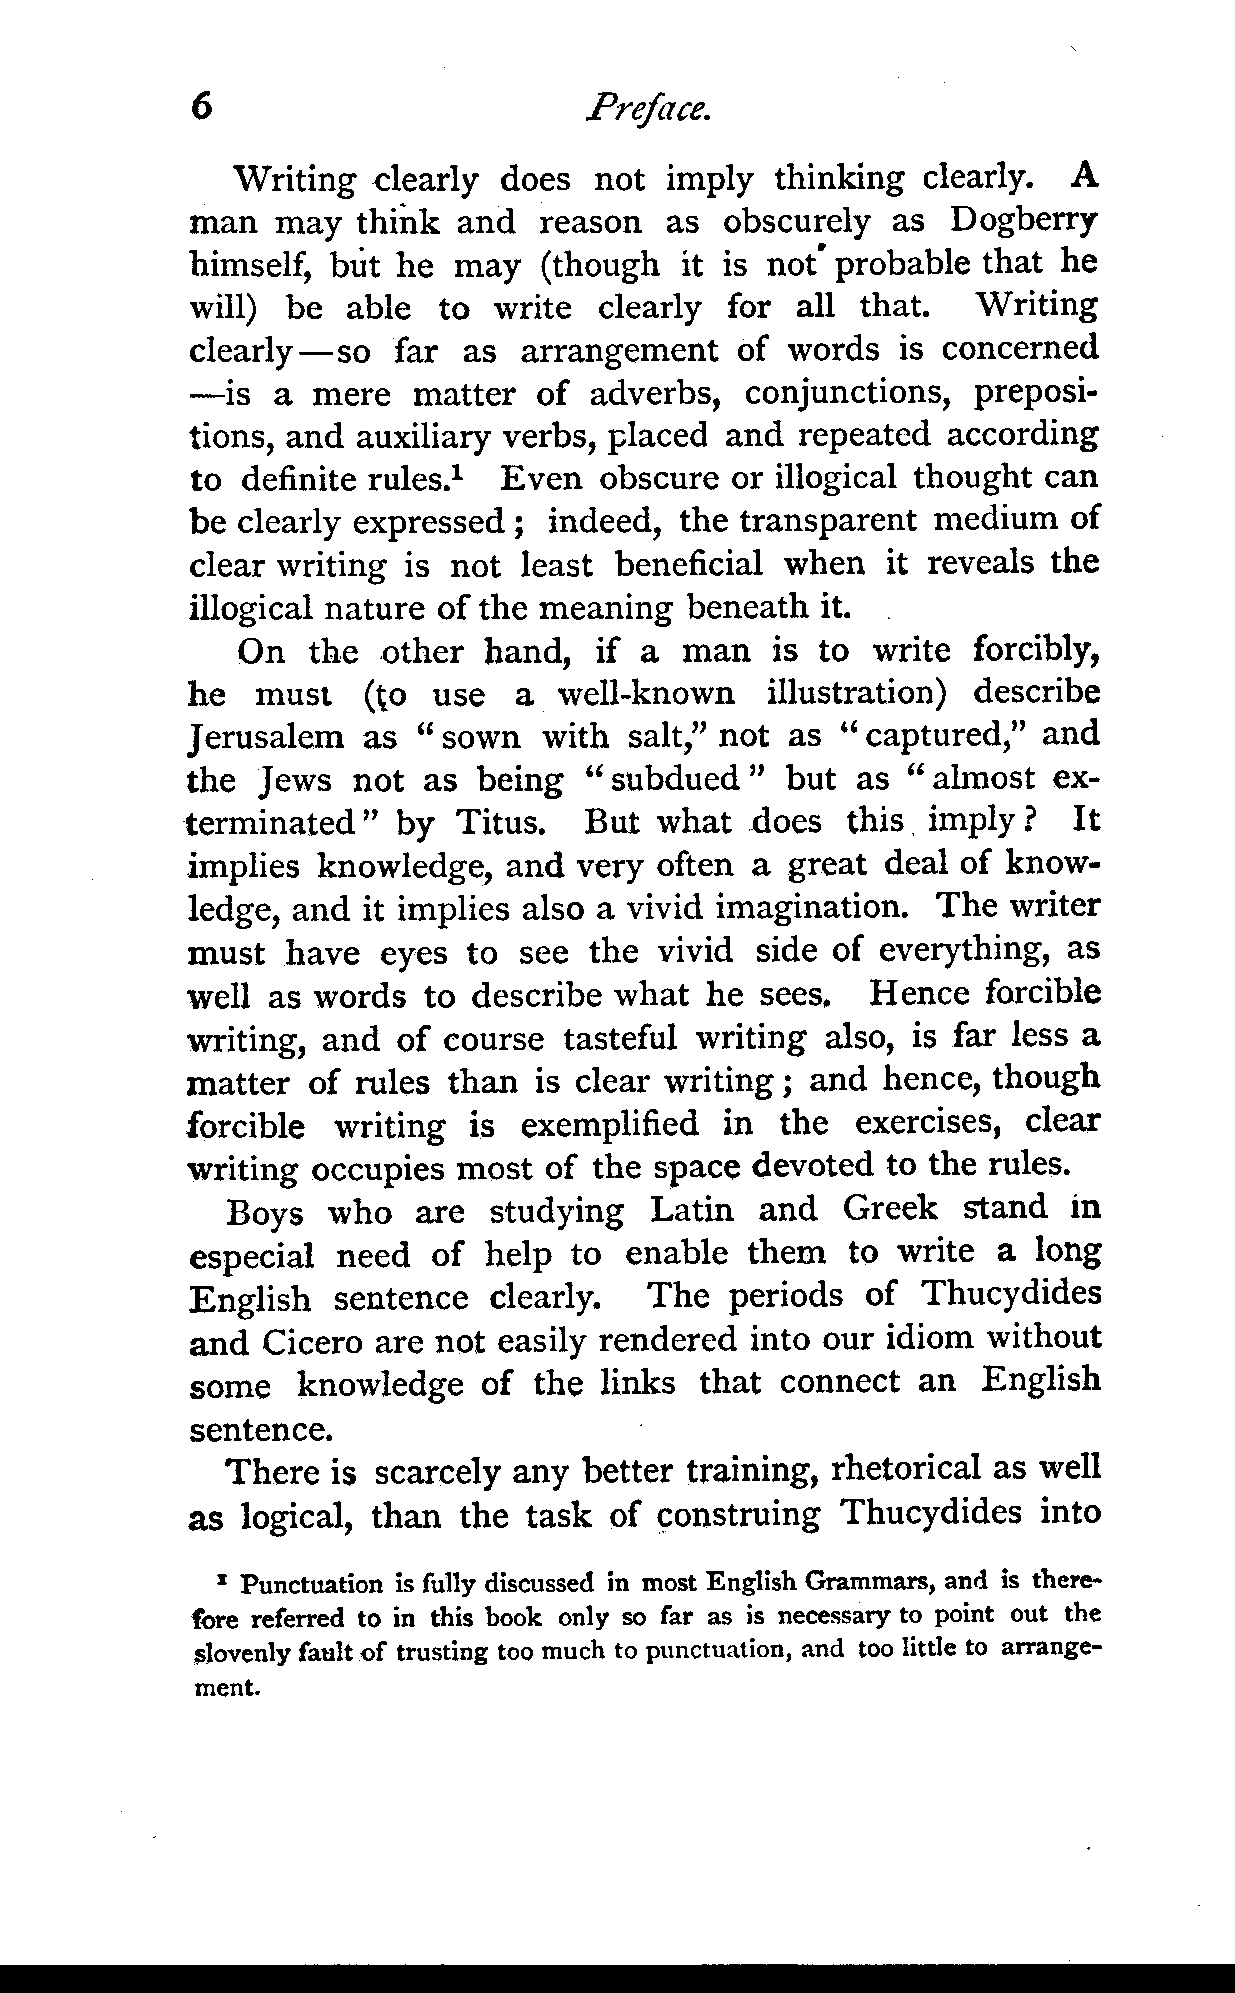 6 Preface.
Writing clearly does not imply thinking clearly. A
man may think and reason as obscurely as Dogberry
himself, but he may (though it is not probable that he
will) be able to write clearly for all that. Writing
clearly—so far as arrangement of words is concerned
—is a mere matter of adverbs, conjunctions, preposi-
tions, and auxiliary verbs, placed and repeated according
to definite rules.¹ Even obscure or illogical thought can
be clearly expressed; indeed, the transparent medium of
clear writing is not least beneficial when it reveals the
illogical nature of the meaning beneath it.
On the other hand, if a man is to write forcibly,
he must (to use a well-known illustration) describe
Jerusalem as "sown with salt," not as "captured," and
the Jews not as being "subdued" but as "almost ex-
terminated" by Titus. But what does this imply? It
implies knowledge, and very often a great deal of know-
ledge, and it implies also a vivid imagination. The writer
must have eyes to see the vivid side of everything, as
well as words to describe what he sees. Hence forcible
writing, and of course tasteful writing also, is far less a
matter of rules than is clear writing; and hence, though
forcible writing is exemplified in the exercises, clear
writing occupies most of the space devoted to the rules.
Boys who are studying Latin and Greek stand in
especial need of help to enable them to write a long
English sentence clearly. The periods of Thucydides
and Cicero are not easily rendered into our idiom without
some knowledge of the links that connect an English
sentence.
There is scarcely any better training, rhetorical as well
as logical, than the task of construing Thucydides into
¹ Punctuation is fully discussed in most English Grammars, and is there-
fore referred to in this book only so far as is necessary to point out the
slovenly fault of trusting too much to punctuation, and too little to arrange-
ment.